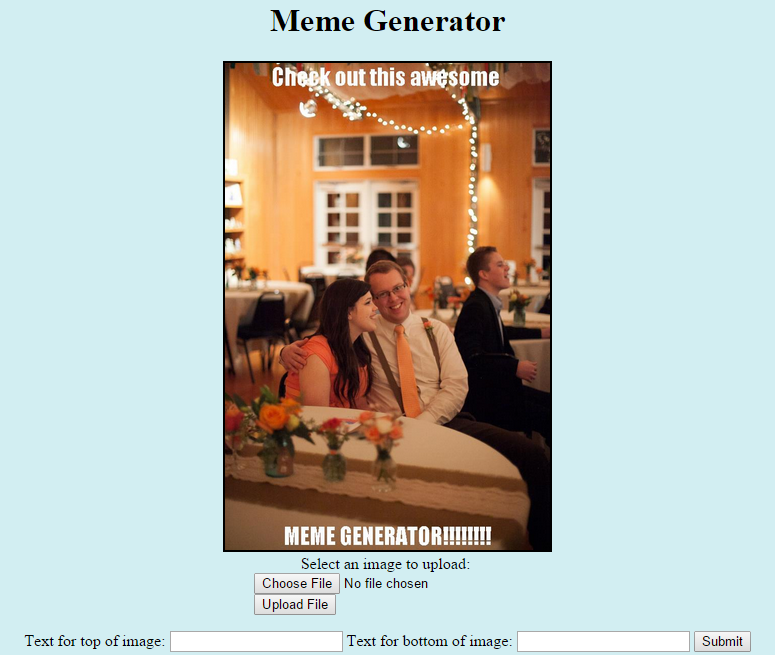 Meme Generator
Check out this awesome
MEME GENERATOR!!!!!!!!
Select an image to upload:
Choose File No file chosen
Upload File
Text for top of image: Text for bottom of image: Submit